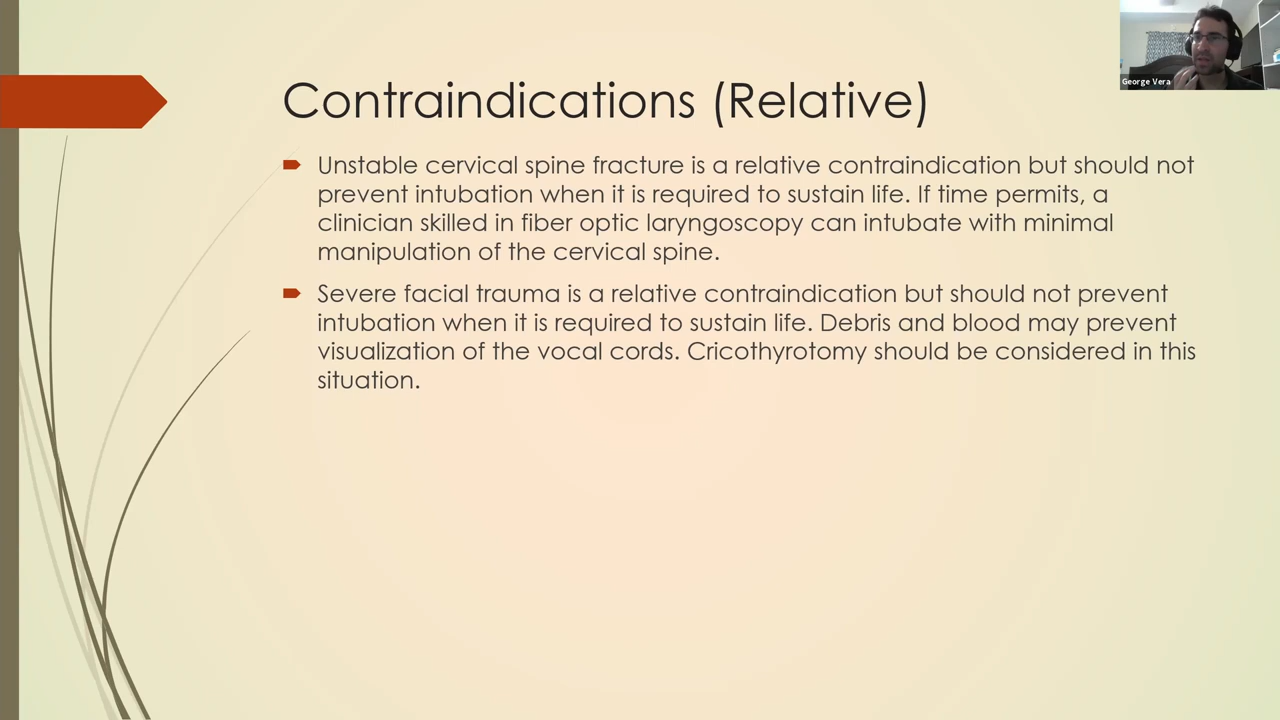 George Vera
Contraindications (Relative)
Unstable cervical spine fracture is a relative contraindication but should not
prevent intubation when it is required to sustain life. If time permits, a
clinician skilled in fiber optic laryngoscopy can intubate with minimal
manipulation of the cervical spine.
Severe facial trauma is a relative contraindication but should not prevent
intubation when it is required to sustain life. Debris and blood may prevent
visualization of the vocal cords. Cricothyrotomy should be considered in this
situation.